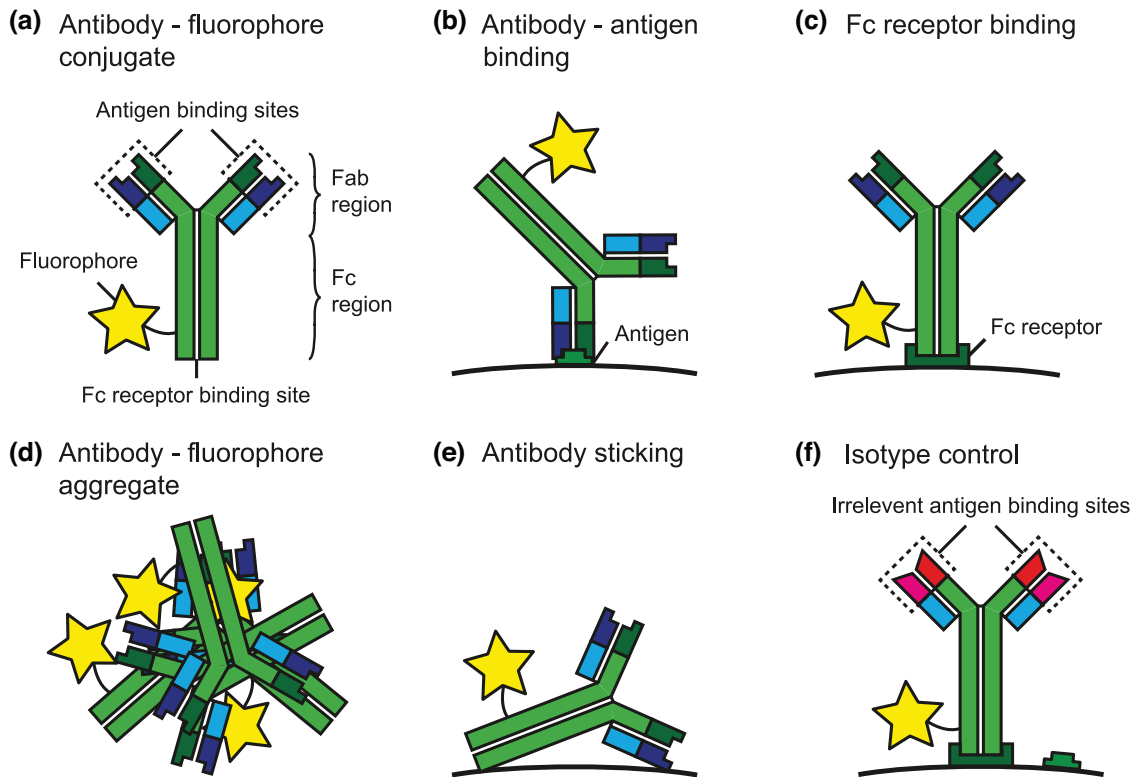 (a) Antibody - fluorophore
conjugate
Antigen binding sites
Fab
region
Fluorophore
Fc
region
Fc receptor binding site
(b) Antibody - antigen
binding
Antigen
(c) Fc receptor binding
Fc receptor
(d) Antibody - fluorophore
aggregate
(e) Antibody sticking
(f) Isotype control
Irrelevent antigen binding sites